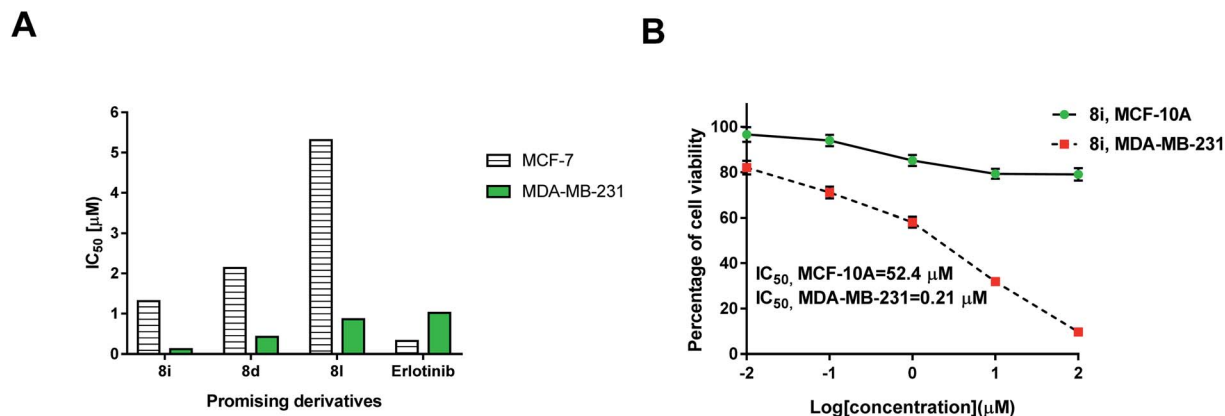 A
IC50 [μM]
6
5
4
3
2
1
0
MCF-7
MDA-MB-231
8i
8d
8l
Erlotinib
Promising derivatives
B
Percentage of cell viability
100
80
60
40
20
0
8i, MCF-10A
8i, MDA-MB-231
IC50, MCF-10A=52.4 μM
IC50, MDA-MB-231=0.21 μM
-2
-1
0
1
2
Log[concentration](μM)